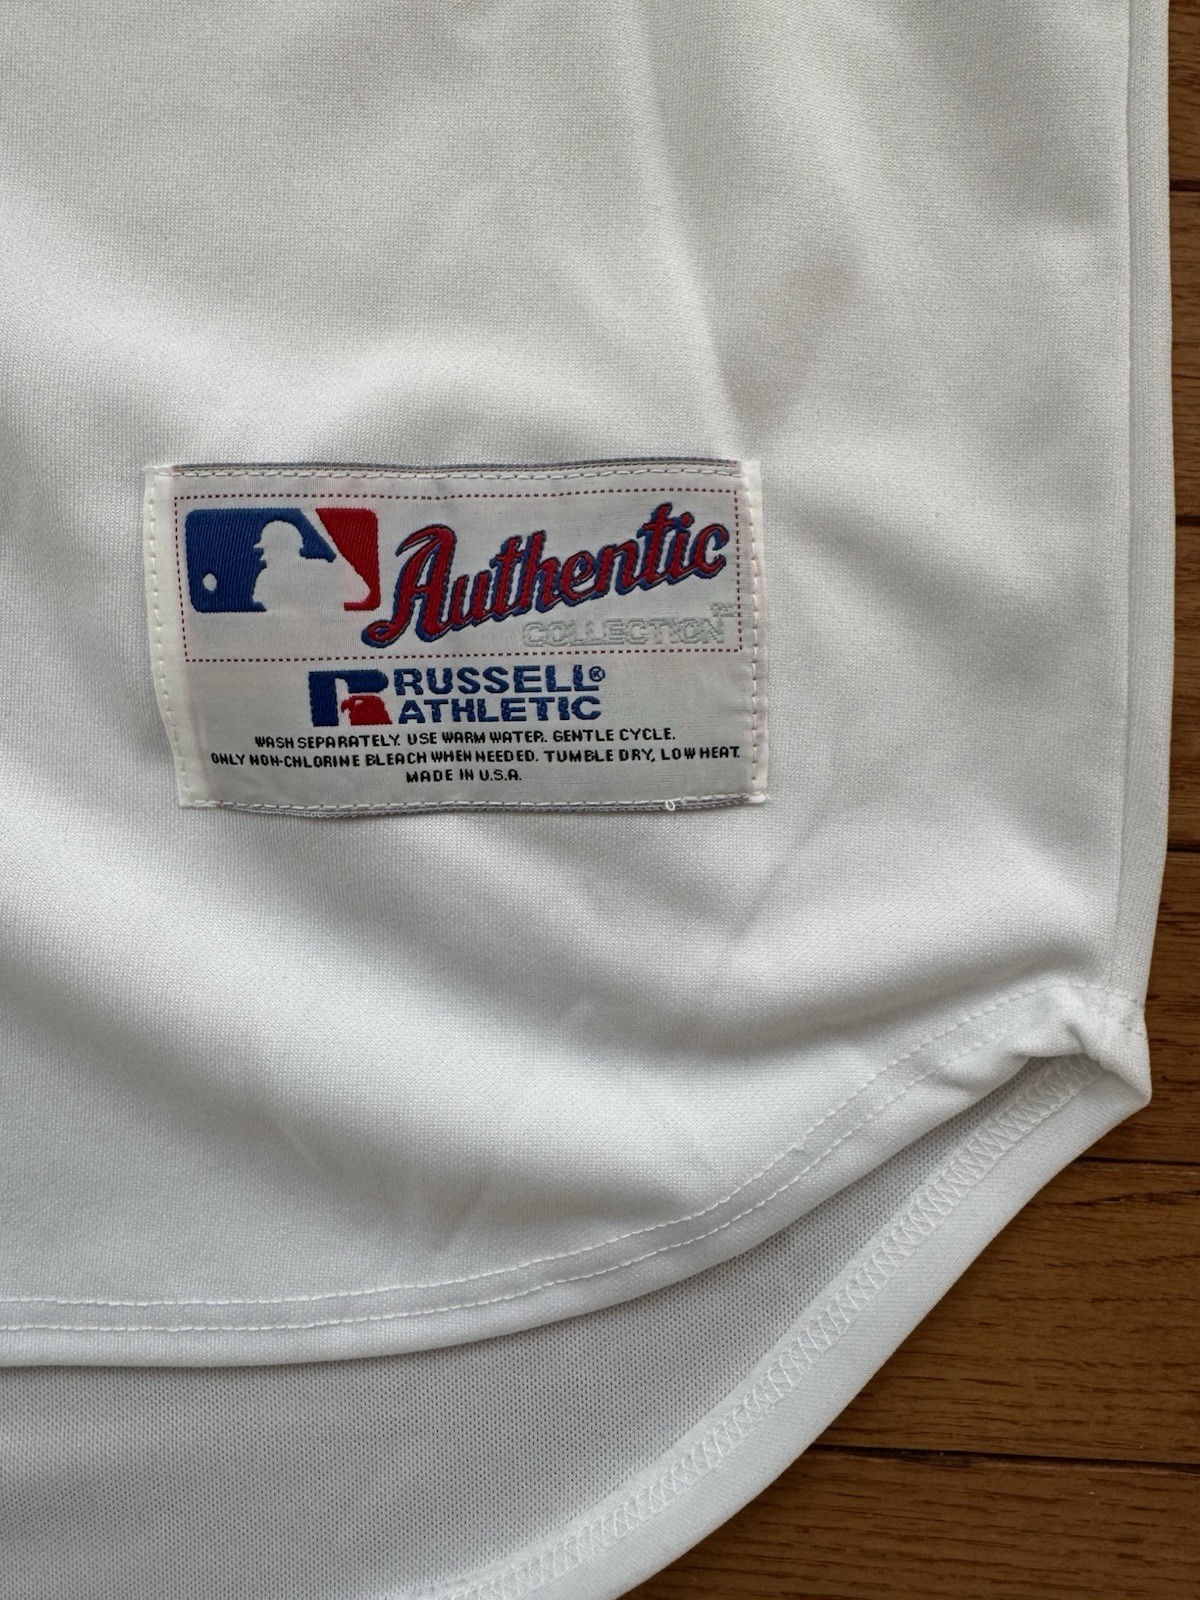 Authentic
COLLECTION™
RUSSELL®
ATHLETIC
WASH SEPARATELY. USE WARM WATER. GENTLE CYCLE.
ONLY NON-CHLORINE BLEACH WHEN NEEDED. TUMBLE DRY, LOW HEAT.
MADE IN U.S.A.